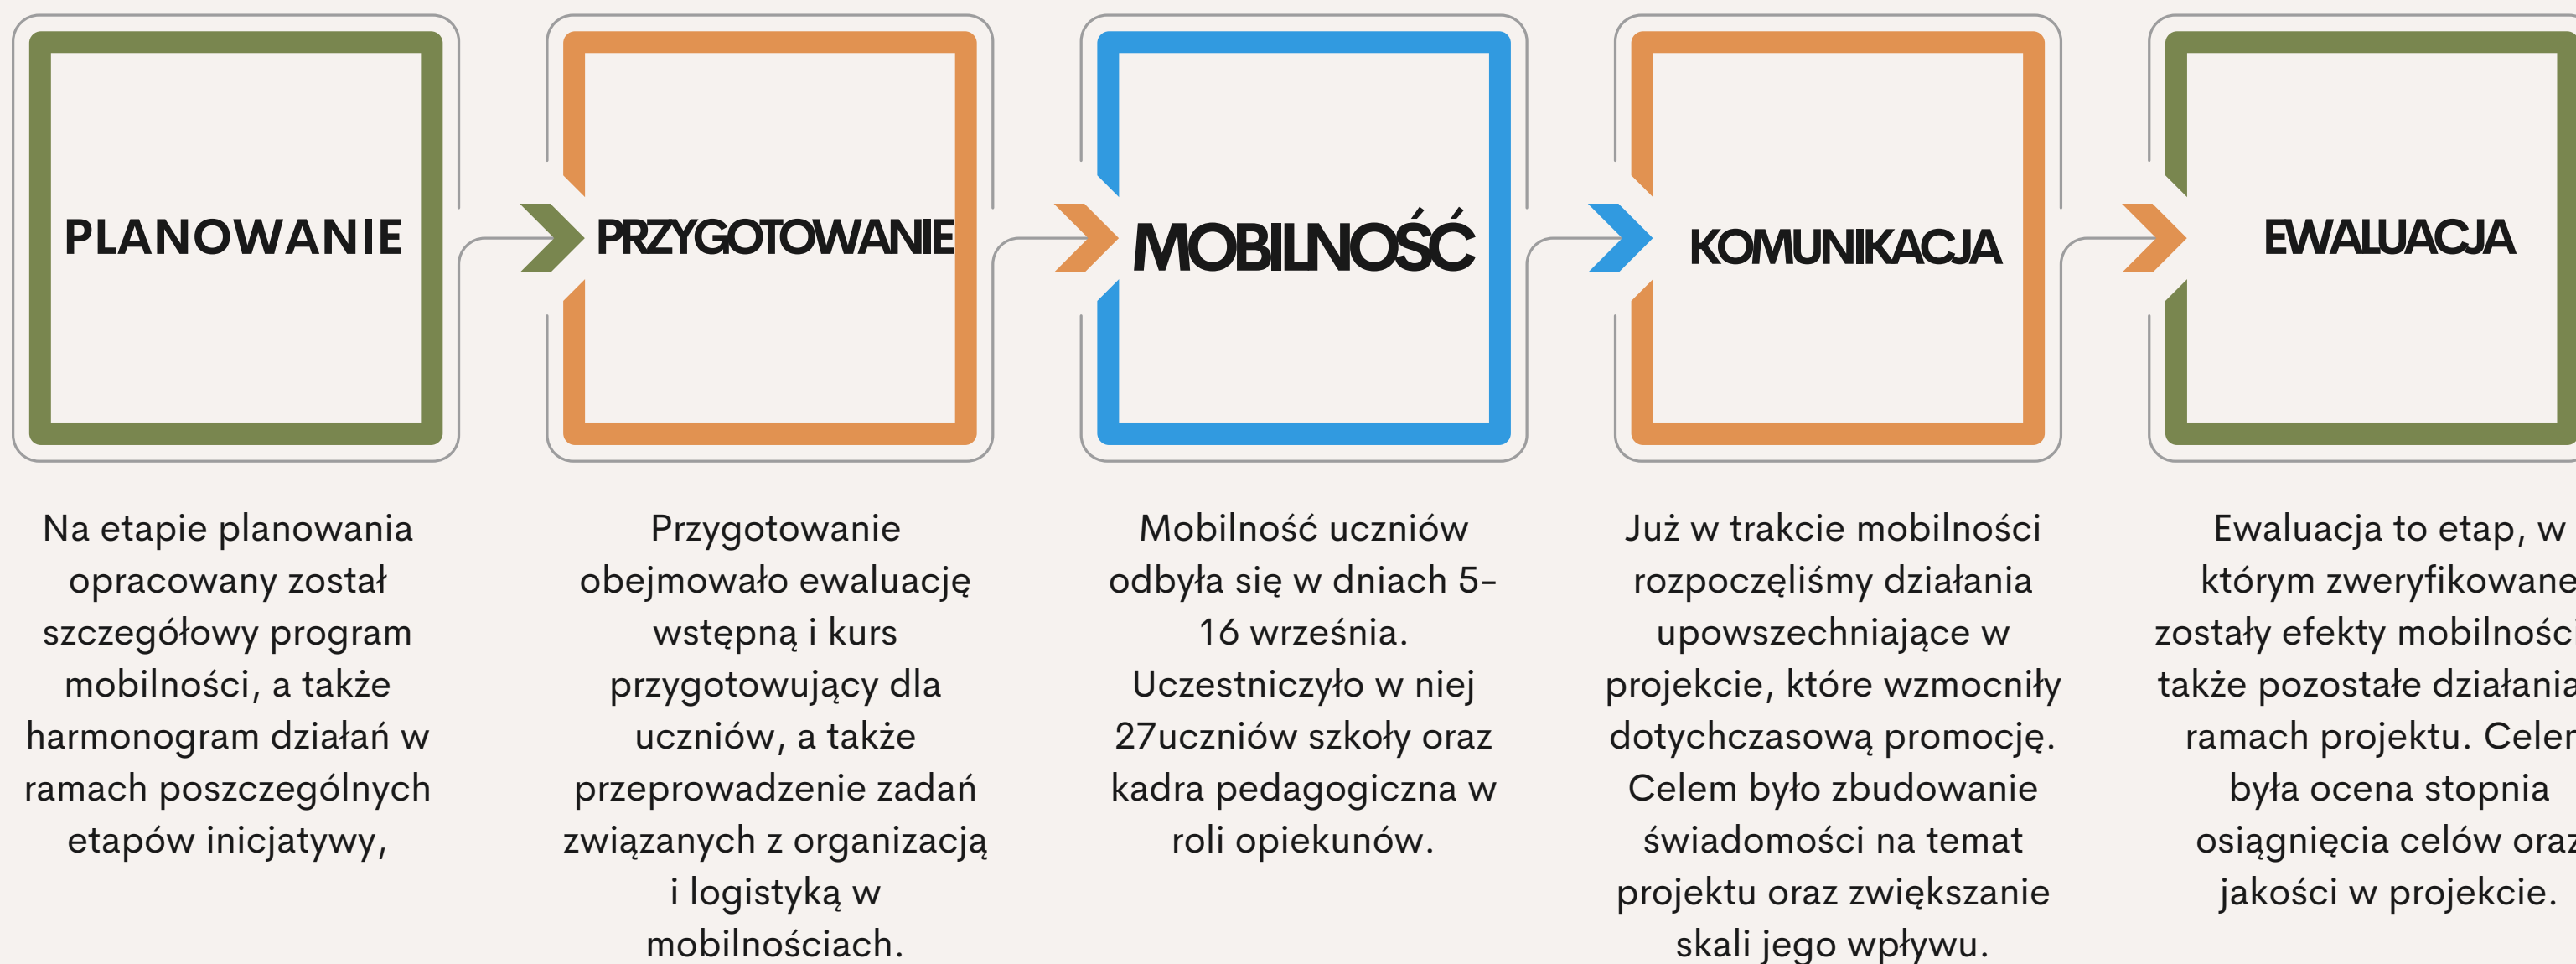 PLANOWANIE
PRZYGOTOWANIE
MOBILNOŚĆ
KOMUNIKACJA
EWALUACJA
Na etapie planowania
opracowany został
szczegółowy program
mobilności, a także
harmonogram działań w
ramach poszczególnych
etapów inicjatywy,
Przygotowanie
obejmowało ewaluację
wstępną i kurs
przygotowujący dla
uczniów, a także
przeprowadzenie zadań
związanych z organizacją
i logistyką w
mobilnościach.
Mobilność uczniów
odbyła się w dniach 5-
16 września.
Uczestniczyło w niej
27uczniów szkoły oraz
kadra pedagogiczna w
roli opiekunów.
Już w trakcie mobilności
rozpoczęliśmy działania
upowszechniające w
projekcie, które wzmocniły
dotychczasową promocję.
Celem było zbudowanie
świadomości na temat
projektu oraz zwiększanie
skali jego wpływu.
Ewaluacja to etap, w
którym zweryfikowane
zostały efekty mobilności
także pozostałe działania
ramach projektu.
była ocena stopnia
osiągnięcia celów oraz
jakości w projekcie.